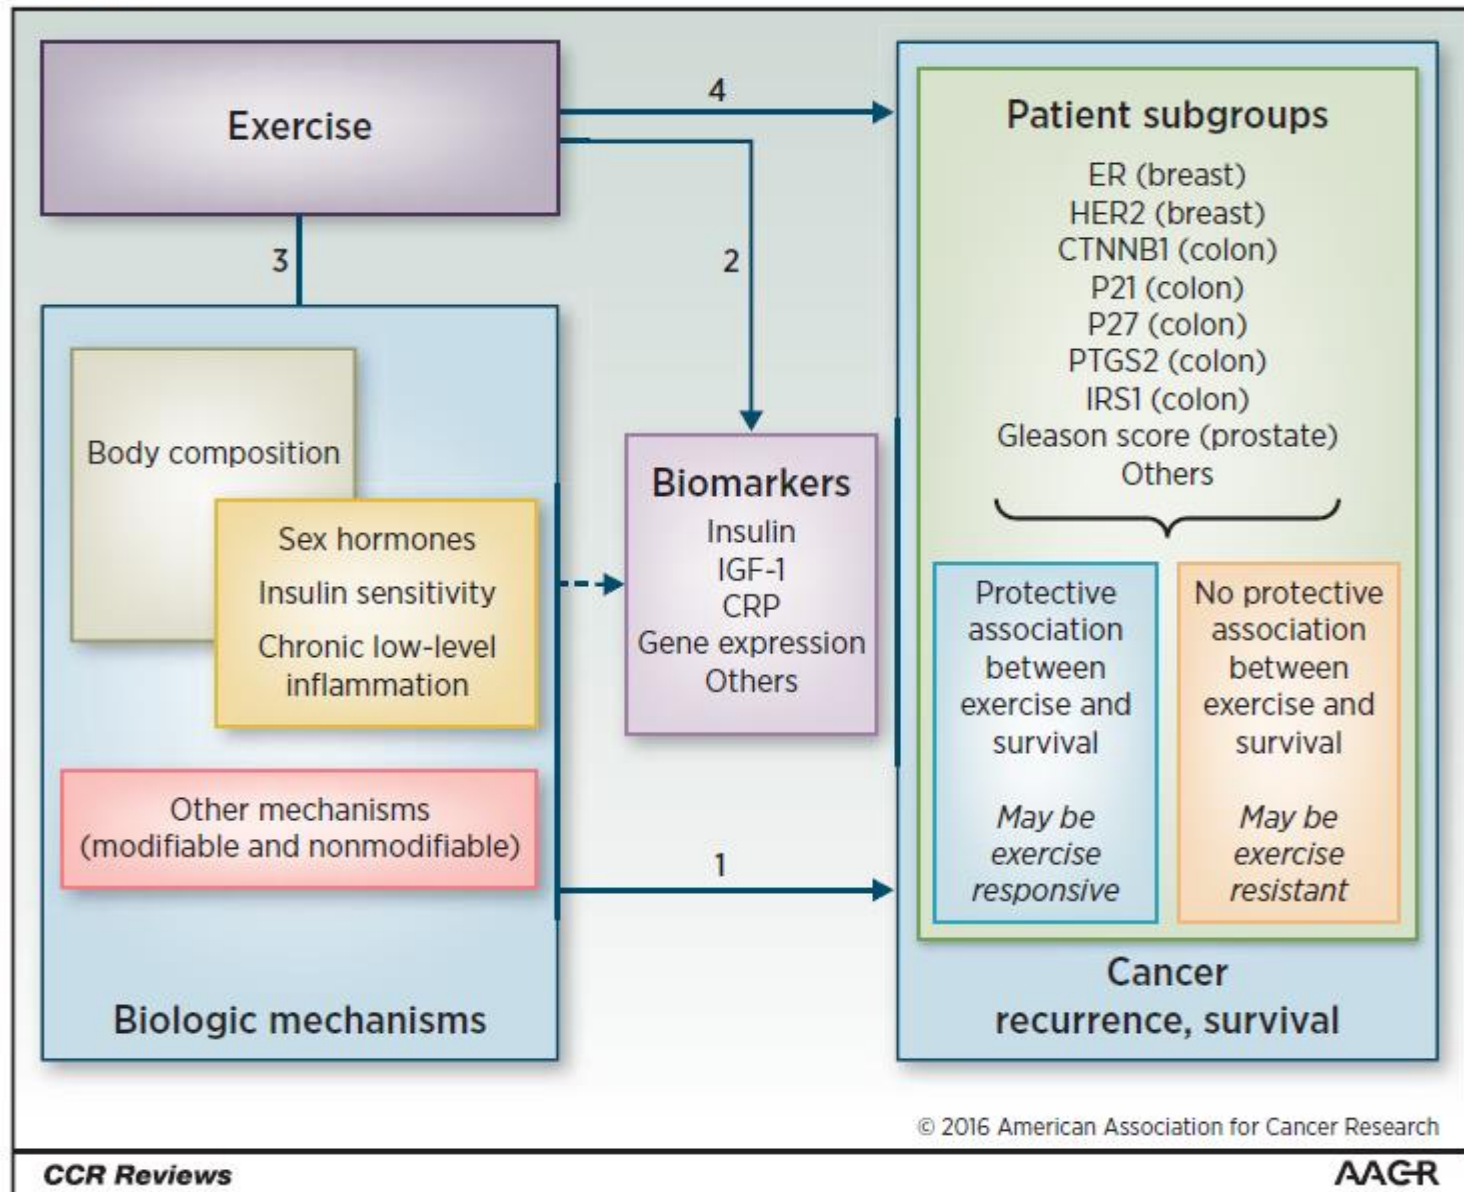 Exercise
4
3
2
Body composition
Sex hormones
Insulin sensitivity
Chronic low-level
inflammation
Other mechanisms
(modifiable and nonmodifiable)
Biologic mechanisms
Biomarkers
Insulin
IGF-1
CRP
Gene expression
Others
1
Patient subgroups
ER (breast)
HER2 (breast)
CTNNB1 (colon)
P21 (colon)
P27 (colon)
PTGS2 (colon)
IRS1 (colon)
Gleason score (prostate)
Others
Protective
association
between
exercise and
survival
May be
exercise
responsive
No protective
association
between
exercise and
survival
May be
exercise
resistant
Cancer
recurrence, survival
© 2016 American Association for Cancer Research
CCR Reviews
AACR